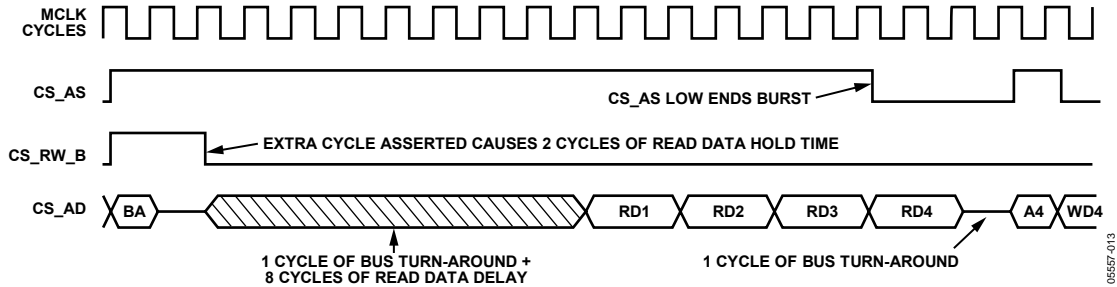 MCLK
CYCLES
CS_AS
CS_AS LOW ENDS BURST
CS_RW_B
EXTRA CYCLE ASSERTED CAUSES 2 CYCLES OF READ DATA HOLD TIME
CS_AD
BA
RD1
RD2
RD3
RD4
A4
WD4
1 CYCLE OF BUS TURN-AROUND +
8 CYCLES OF READ DATA DELAY
1 CYCLE OF BUS TURN-AROUND
05557-013